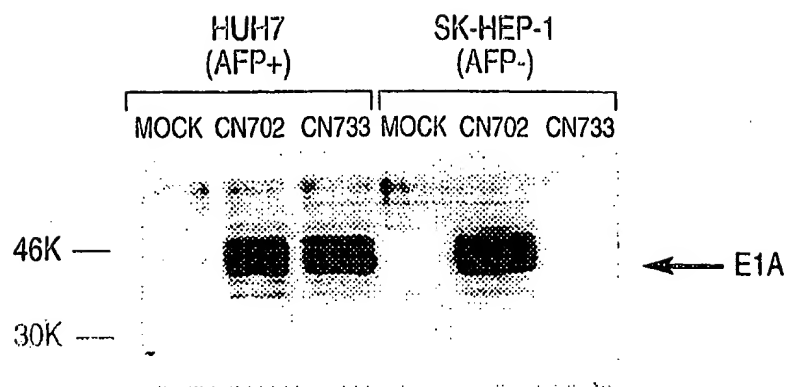 HUH7 SK-HEP-1
(AFP+) (AFP-)
MOCK CN702 CN733 MOCK CN702 CN733
46K
E1A
30K